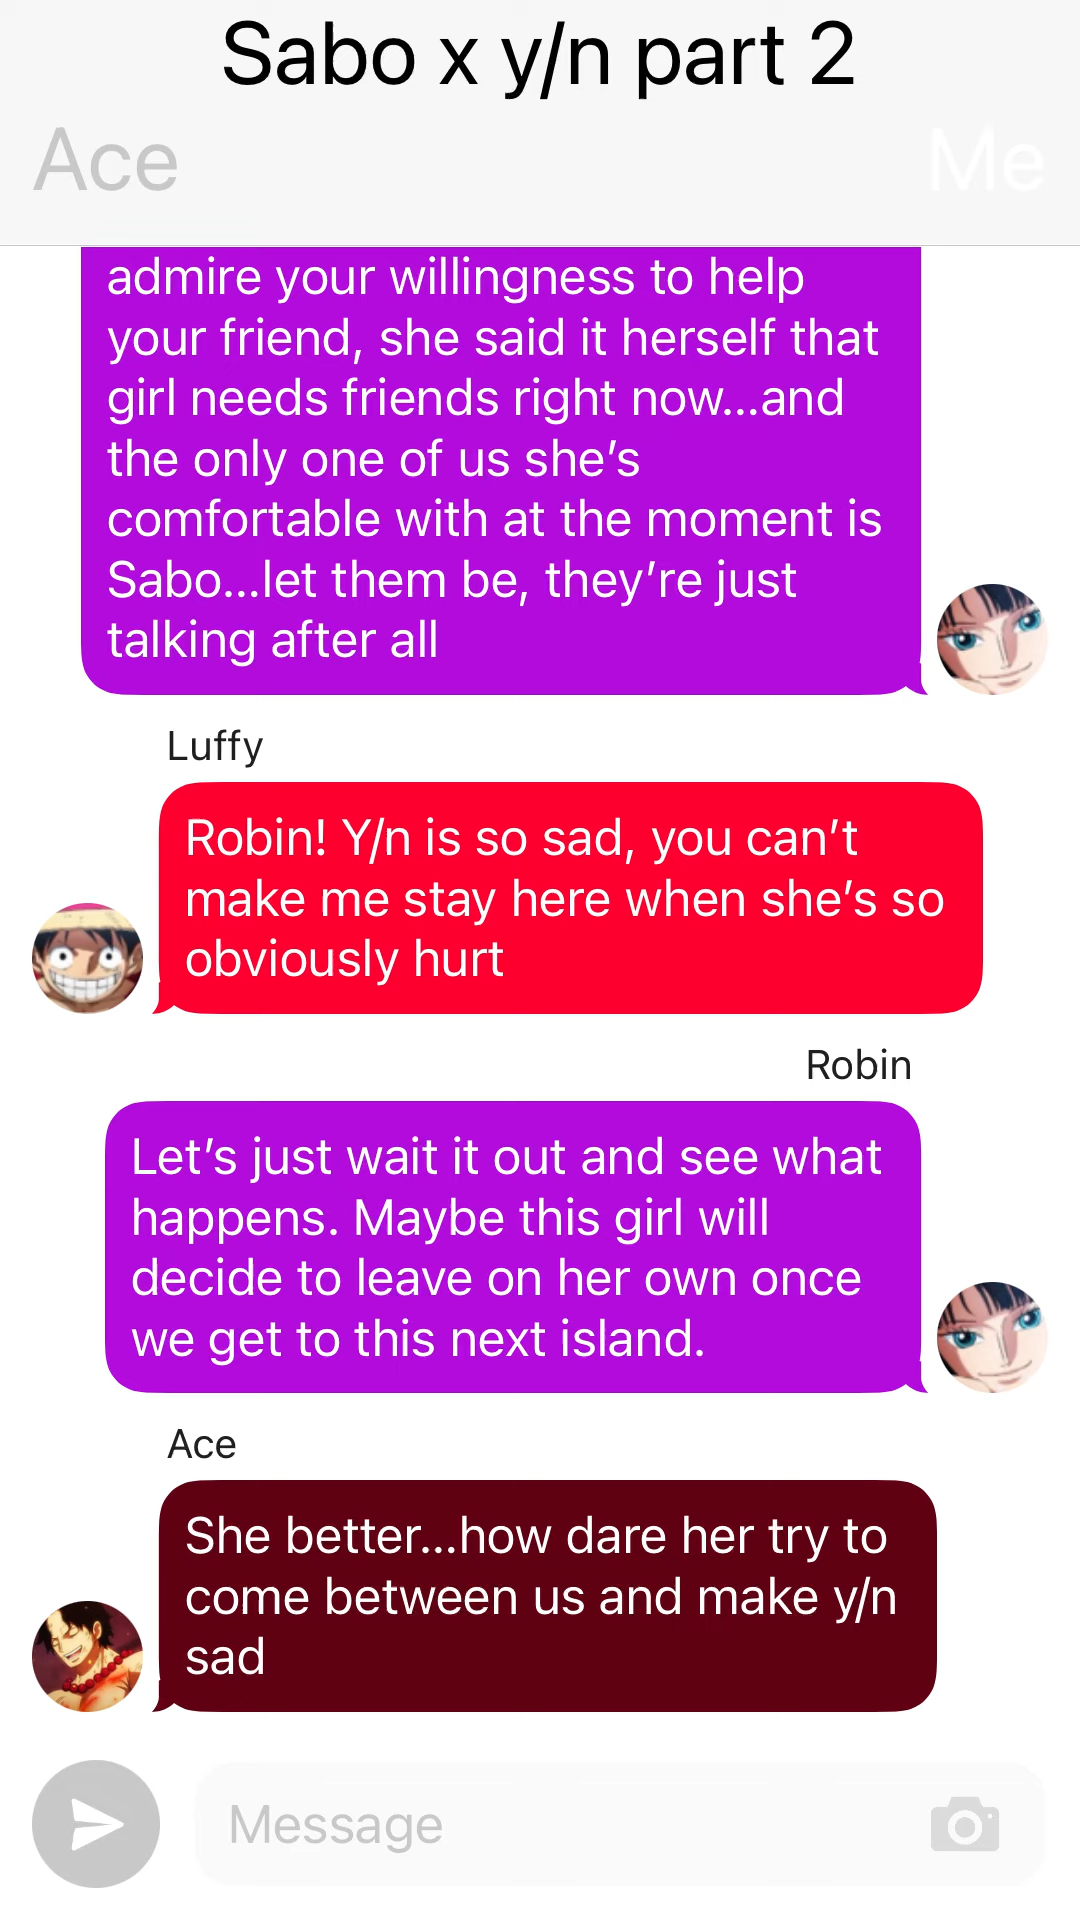 Sabo x y/n part 2
Ace
Me
admire your willingness to help
your friend, she said it herself that
girl needs friends right now...and
the only one of us she’s
comfortable with at the moment is
Sabo...let them be, they’re just
talking after all
Luffy
Robin! Y/n is so sad, you can’t
make me stay here when she’s so
obviously hurt
Robin
Let’s just wait it out and see what
happens. Maybe this girl will
decide to leave on her own once
we get to this next island.
Ace
She better...how dare her try to
come between us and make y/n
sad
Message